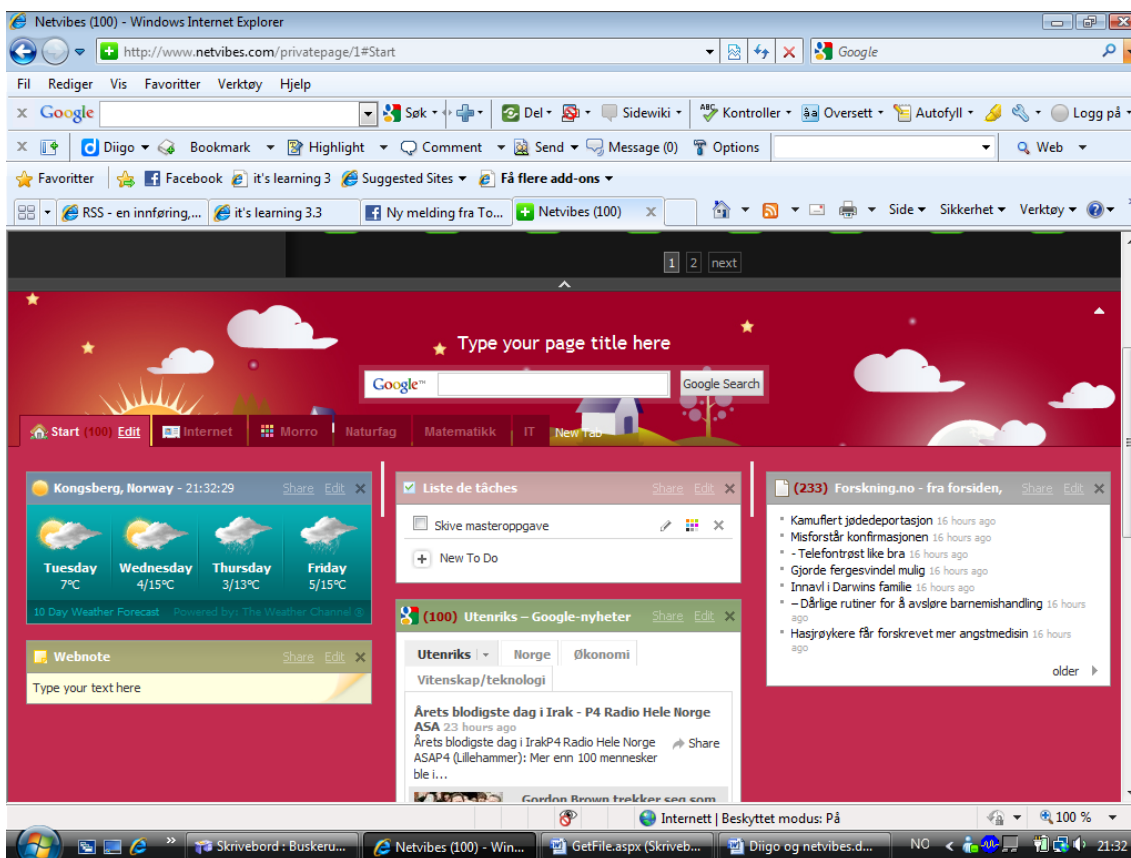 Netvibes (100) - Windows Internet Explorer
http://www.netvibes.com/privatepage/1#Start
Google
Fil Rediger Vis Favoritter Verktøy Hjelp
x Google Søk Del Sidewiki Kontroller Oversett Autofyll Logg på
x Diigo Bookmark Highlight Comment Send Message (0) Options Web
Favoritter Facebook it's learning 3 Suggested Sites Få flere add-ons
RSS - en innføring,... it's learning 3.3 Ny melding fra To... Netvibes (100) x Side Sikkerhet Verktøy
1 2 next
Type your page title here
Google™ Google Search
Start (100) Edit Internet Morro Naturfag Matematikk IT New Tab
Kongsberg, Norway - 21:32:29 Share Edit x
Tuesday Wednesday Thursday Friday
7°C 4/15°C 3/13°C 5/15°C
10 Day Weather Forecast Powered by: The Weather Channel ®
Webnote Share Edit x
Type your text here
Liste de tâches Share Edit x
Skive masteroppgave
+ New To Do
(100) Utenriks – Google-nyheter Share Edit x
Utenriks Norge Økonomi
Vitenskap/teknologi
Årets blodigste dag i Irak - P4 Radio Hele Norge
ASA 23 hours ago
Årets blodigste dag i IrakP4 Radio Hele Norge Share
ASAP4 (Lillehammer): Mer enn 100 mennesker
ble i...
Gordon Brown trekker seg som
(233) Forskning.no - fra forsiden, Share Edit x
Kamuflert jødedeportasjon 16 hours ago
Misforstår konfirmasjonen 16 hours ago
- Telefontrøst like bra 16 hours ago
Gjorde fergesvindel mulig 16 hours ago
Innavl i Darwins familie 16 hours ago
– Dårlige rutiner for å avsløre barnemishandling 16 hours
ago
Hasjrøykere får forskrevet mer angstmedisin 16 hours
ago
older
Internett | Beskyttet modus: På 100 %
Skrivebord : Buskeru... Netvibes (100) - Win... GetFile.aspx (Skriveb... Diigo og netvibes.d... NO 21:32